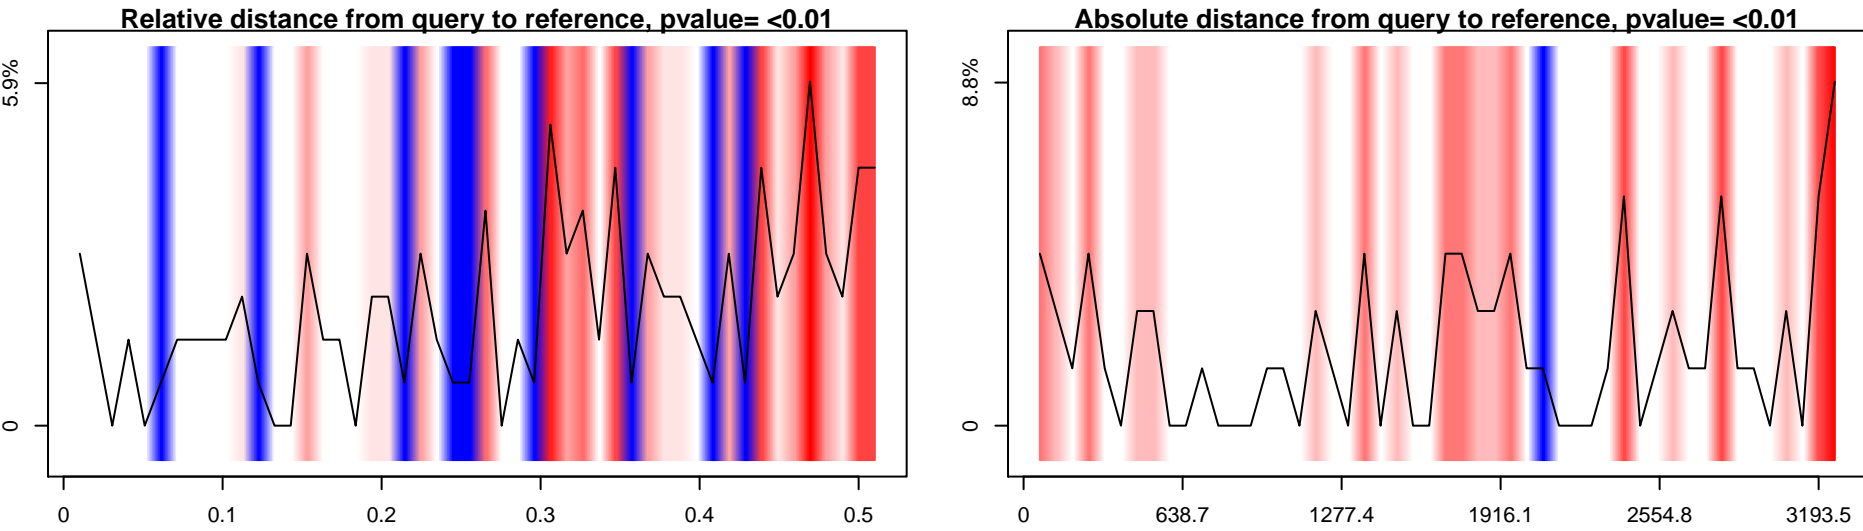 Relative distance from query to reference, pvalue= <0.01
5.9%
0
0 0.1 0.2 0.3 0.4 0.5
Absolute distance from query to reference, pvalue= <0.01
8.8%
0
0 638.7 1277.4 1916.1 2554.8 3193.5